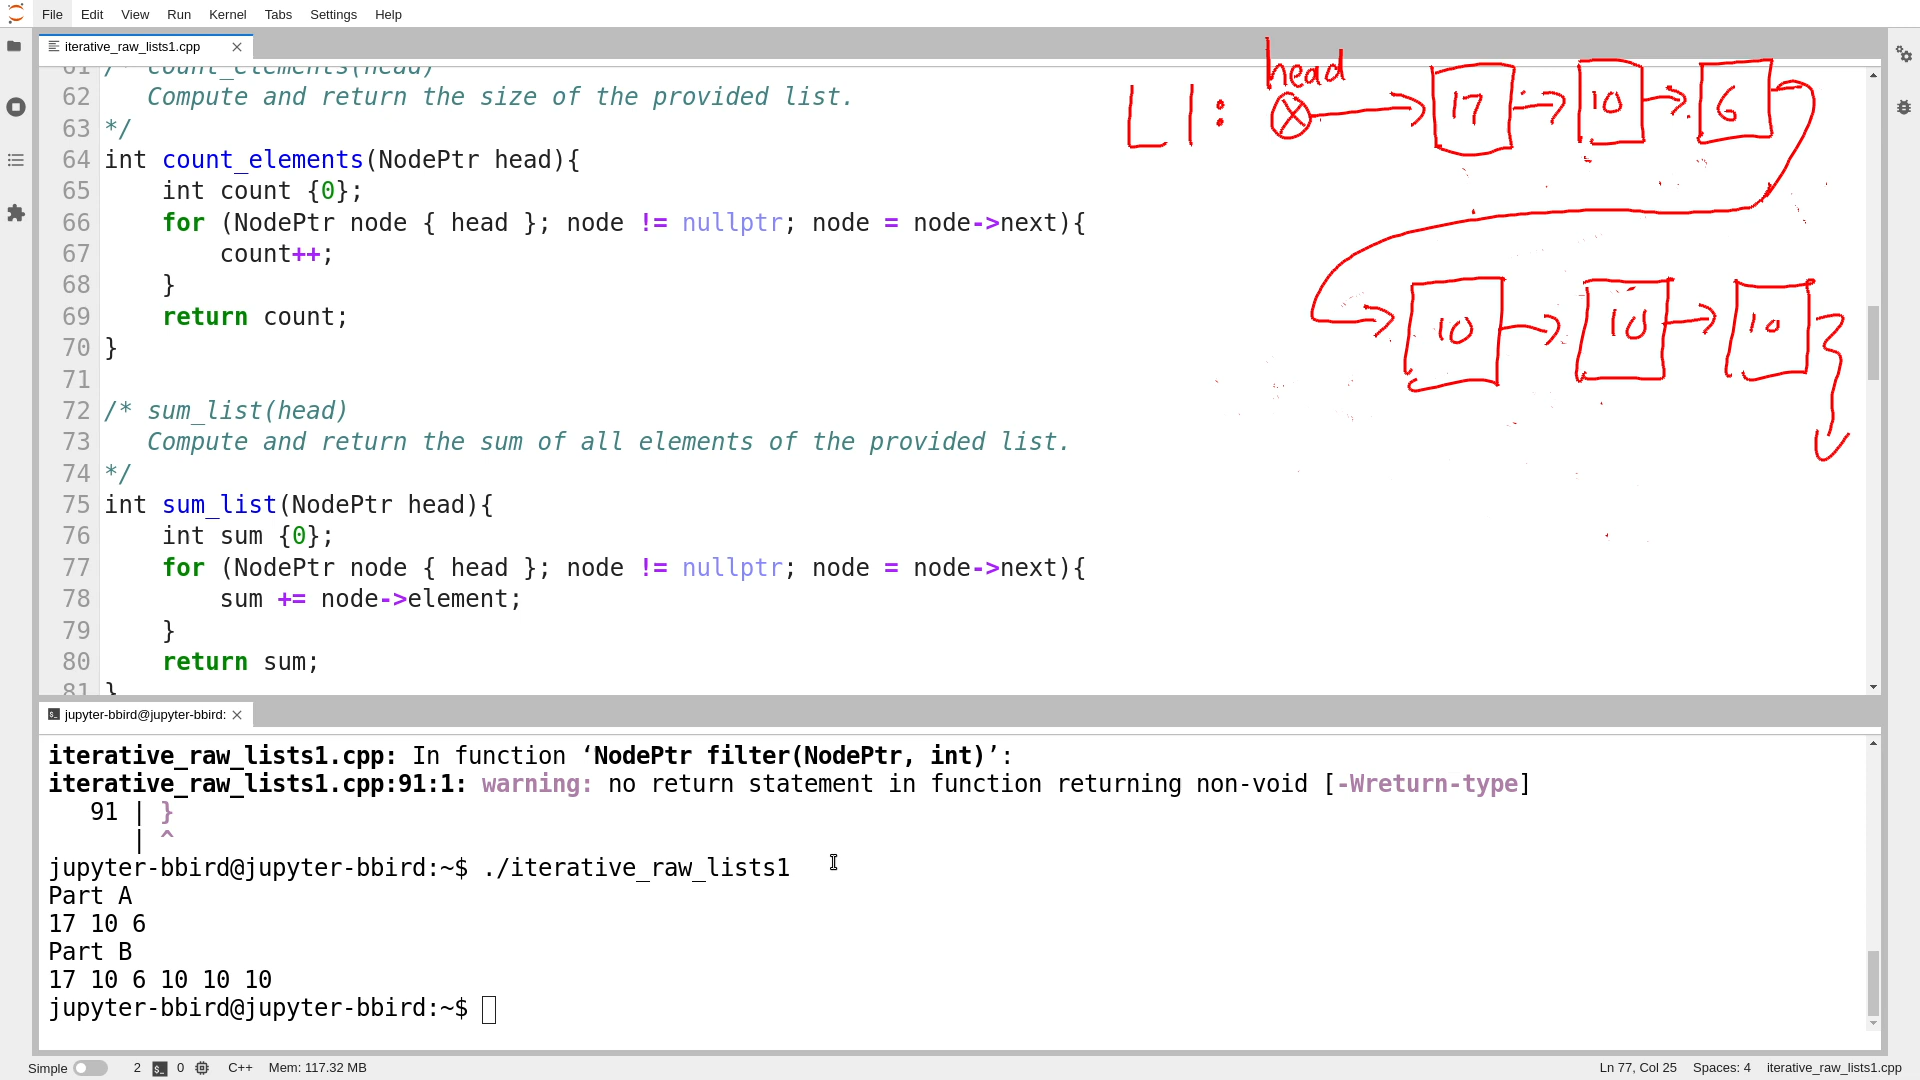 File Edit View Run Kernel Tabs Settings Help
iterative_raw_lists1.cpp
61 /* count_elements(head)
62 Compute and return the size of the provided list.
63 */
64 int count_elements(NodePtr head){
65 int count {0};
66 for (NodePtr node { head }; node != nullptr; node = node->next){
67 count++;
68 }
69 return count;
70 }
71
72 /* sum_list(head)
73 Compute and return the sum of all elements of the provided list.
74 */
75 int sum_list(NodePtr head){
76 int sum {0};
77 for (NodePtr node { head }; node != nullptr; node = node->next){
78 sum += node->element;
79 }
80 return sum;
81 }
head
L1: 17 10 6
10 10 10
jupyter-bbird@jupyter-bbird:
iterative_raw_lists1.cpp: In function ‘NodePtr filter(NodePtr, int)’:
iterative_raw_lists1.cpp:91:1: warning: no return statement in function returning non-void [-Wreturn-type]
91 | }
| ^
jupyter-bbird@jupyter-bbird:~$ ./iterative_raw_lists1
Part A
17 10 6
Part B
17 10 6 10 10 10
jupyter-bbird@jupyter-bbird:~$
Simple 2 0 C++ Mem: 117.32 MB Ln 77, Col 25 Spaces: 4 iterative_raw_lists1.cpp